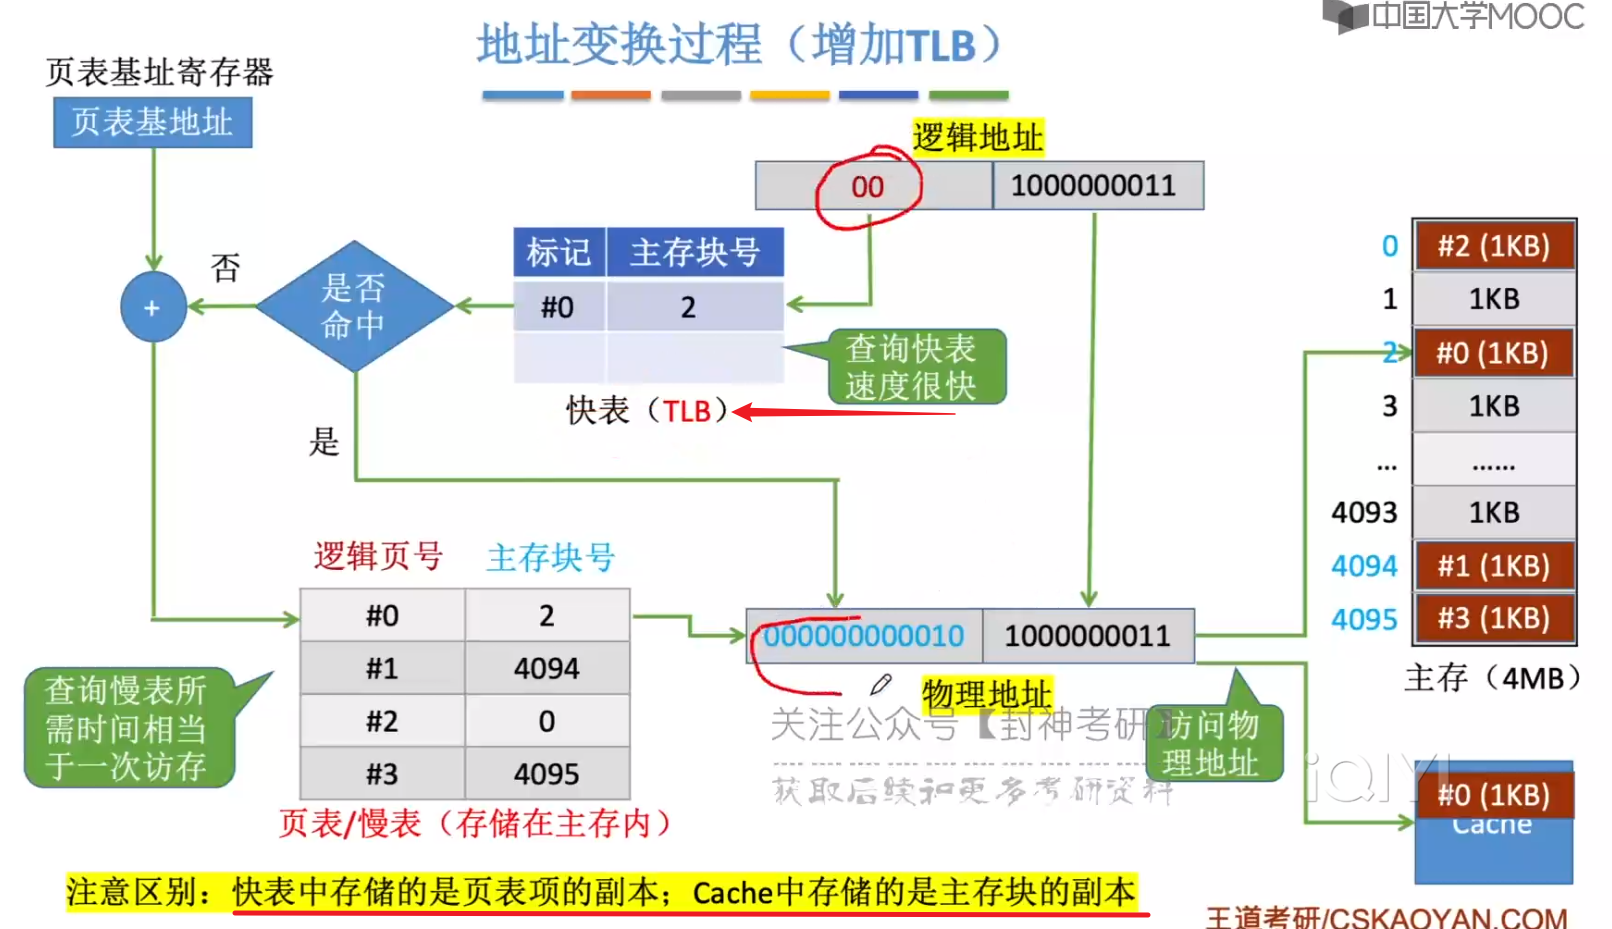 中国大学MOOC
地址变换过程（增加TLB）
页表基址寄存器
页表基地址
逻辑地址
00 1000000011
标记 主存块号
#0 2
否
是否
命中
+
查询快表
速度很快
快表（TLB）
是
0 #2 (1KB)
1 1KB
2 #0 (1KB)
3 1KB
... ......
4093 1KB
4094 #1 (1KB)
4095 #3 (1KB)
主存（4MB）
逻辑页号 主存块号
#0 2
#1 4094
#2 0
#3 4095
页表/慢表（存储在主存内）
查询慢表所
需时间相当
于一次访存
000000000010 1000000011
物理地址
关注公众号【封神考研】
获取后续和更多考研资料
访问物
理地址
iQIYI
#0 (1KB)
Cache
注意区别：快表中存储的是页表项的副本；Cache中存储的是主存块的副本
王道考研/CSKAOYAN.COM